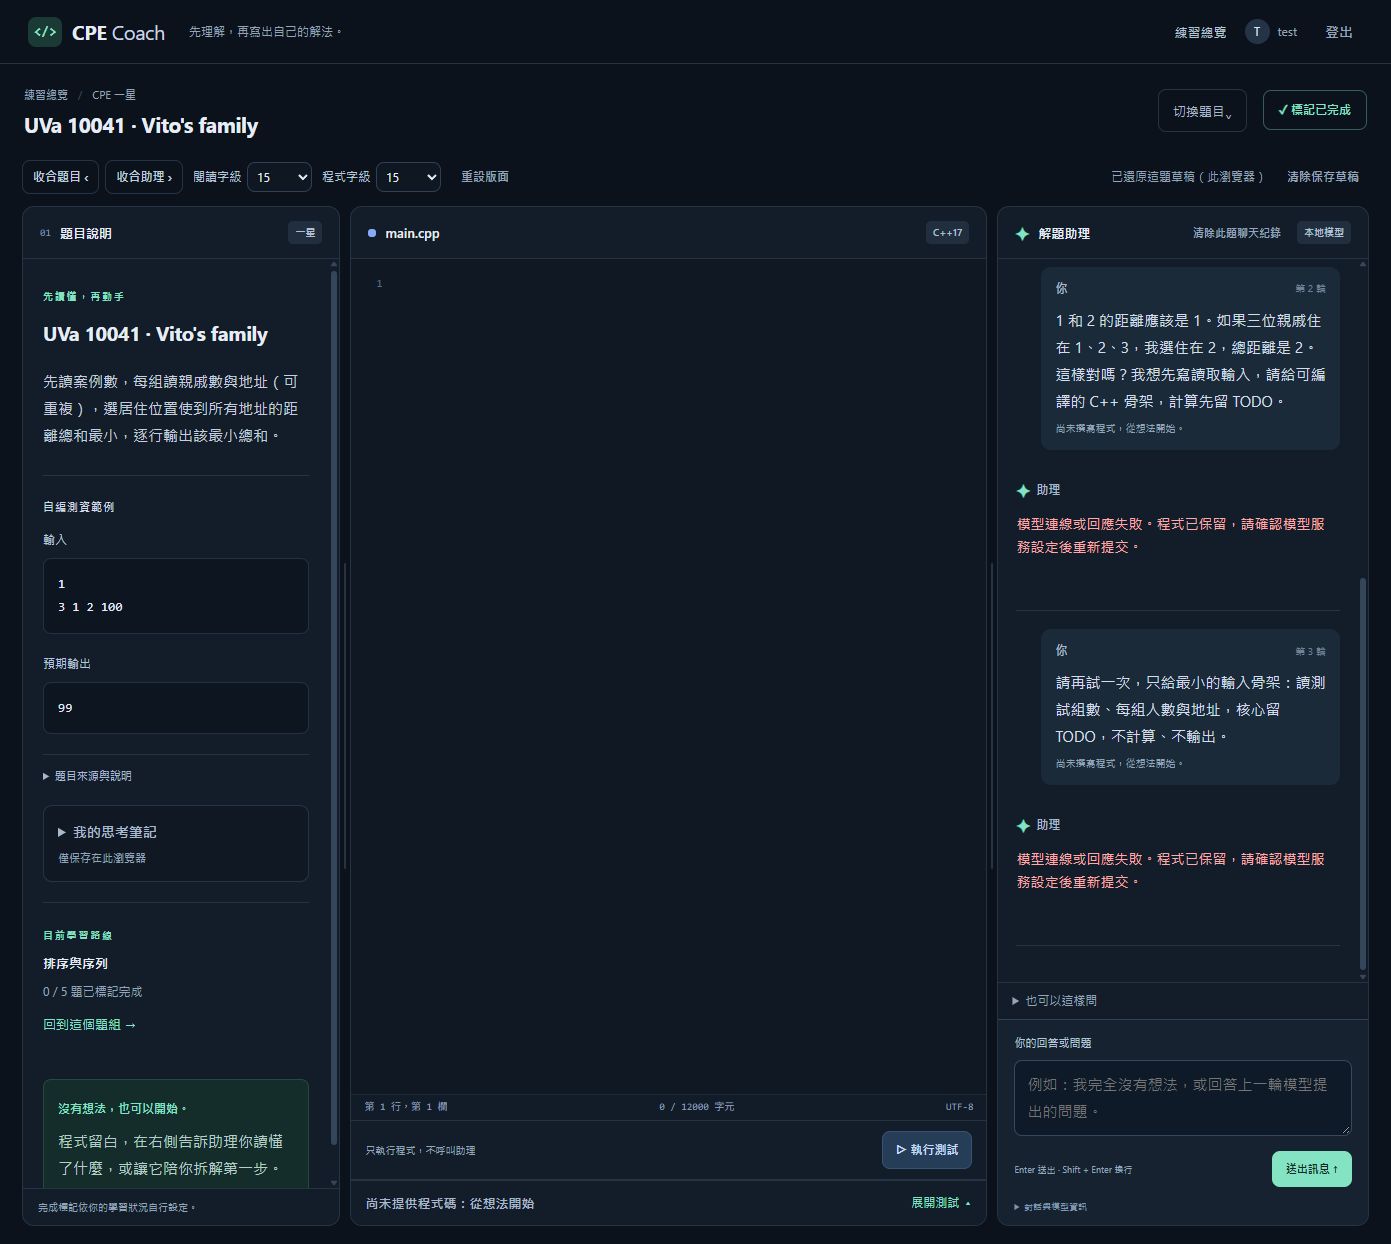 </> CPE Coach 先理解，再寫出自己的解法。 練習總覽 T test 登出
練習總覽 / CPE 一星
UVa 10041 · Vito's family
切換題目⌄ ✓標記已完成
收合題目‹ 收合助理› 閱讀字級 15 程式字級 15 重設版面 已還原這題草稿（此瀏覽器） 清除保存草稿
01 題目說明 一星
先讀懂，再動手
UVa 10041 · Vito's family
先讀案例數，每組讀親戚數與地址（可
重複），選居住位置使到所有地址的距
離總和最小，逐行輸出該最小總和。
自編測資範例
輸入
1
3 1 2 100
預期輸出
99
▶ 題目來源與說明
▶ 我的思考筆記
僅保存在此瀏覽器
目前學習路線
排序與序列
0 / 5 題已標記完成
回到這個題組 →
沒有想法，也可以開始。
程式留白，在右側告訴助理你讀懂
了什麼，或讓它陪你拆解第一步。
完成標記依你的學習狀況自行設定。
main.cpp C++17
1
第 1 行，第 1 欄 0 / 12000 字元 UTF-8
只執行程式，不呼叫助理 ▷ 執行測試
尚未提供程式碼：從想法開始 展開測試 ▴
解題助理 清除此題聊天紀錄 本地模型
你 第 2 輪
1 和 2 的距離應該是 1。如果三位親戚住
在 1、2、3，我選住在 2，總距離是 2。
這樣對嗎？我想先寫讀取輸入，請給可編
譯的 C++ 骨架，計算先留 TODO。
尚未撰寫程式，從想法開始。
助理
模型連線或回應失敗。程式已保留，請確認模型服
務設定後重新提交。
你 第 3 輪
請再試一次，只給最小的輸入骨架：讀測
試組數、每組人數與地址，核心留
TODO，不計算、不輸出。
尚未撰寫程式，從想法開始。
助理
模型連線或回應失敗。程式已保留，請確認模型服
務設定後重新提交。
▶ 也可以這樣問
你的回答或問題
例如：我完全沒有想法，或回答上一輪模型提
出的問題。
Enter 送出 · Shift + Enter 換行 送出訊息↑
▶ 對話與模型資訊